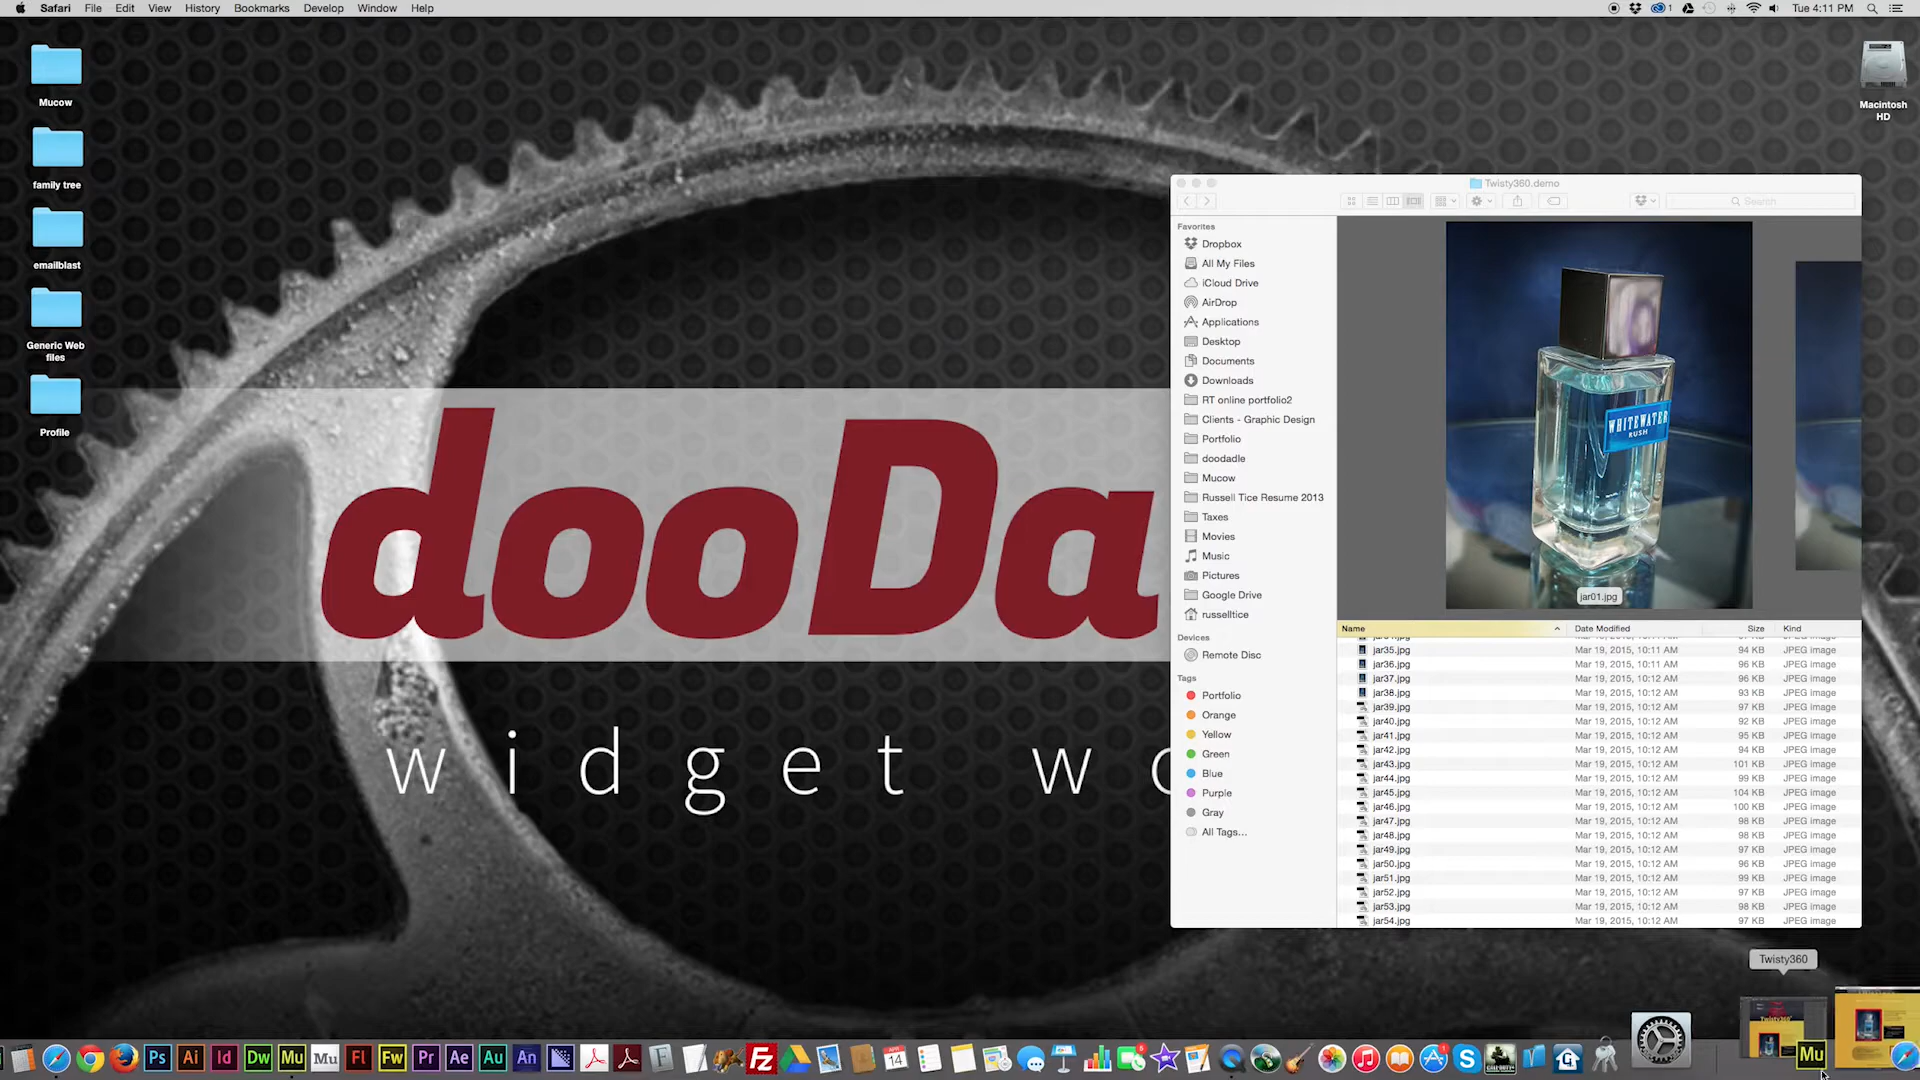 Safari File Edit View History Bookmarks Develop Window Help
1
Tue 4:11 PM
Mucow
family tree
emailblast
Generic Web
files
Profile
Macintosh
HD
Twisty360.demo
Search
Favorites
Dropbox
All My Files
iCloud Drive
AirDrop
Applications
Desktop
Documents
Downloads
RT online portfolio2
Clients - Graphic Design
Portfolio
doodadle
Mucow
Russell Tice Resume 2013
Taxes
Movies
Music
Pictures
Google Drive
russelltice
Devices
Remote Disc
Tags
Portfolio
Orange
Yellow
Green
Blue
Purple
Gray
All Tags...
WHITEWATER
RUSH
jar01.jpg
Name Date Modified Size Kind
jar35.jpg Mar 19, 2015, 10:11 AM 94 KB JPEG image
jar36.jpg Mar 19, 2015, 10:11 AM 96 KB JPEG image
jar37.jpg Mar 19, 2015, 10:12 AM 96 KB JPEG image
jar38.jpg Mar 19, 2015, 10:12 AM 93 KB JPEG image
jar39.jpg Mar 19, 2015, 10:12 AM 97 KB JPEG image
jar40.jpg Mar 19, 2015, 10:12 AM 92 KB JPEG image
jar41.jpg Mar 19, 2015, 10:12 AM 95 KB JPEG image
jar42.jpg Mar 19, 2015, 10:12 AM 94 KB JPEG image
jar43.jpg Mar 19, 2015, 10:12 AM 101 KB JPEG image
jar44.jpg Mar 19, 2015, 10:12 AM 99 KB JPEG image
jar45.jpg Mar 19, 2015, 10:12 AM 104 KB JPEG image
jar46.jpg Mar 19, 2015, 10:12 AM 100 KB JPEG image
jar47.jpg Mar 19, 2015, 10:12 AM 98 KB JPEG image
jar48.jpg Mar 19, 2015, 10:12 AM 98 KB JPEG image
jar49.jpg Mar 19, 2015, 10:12 AM 97 KB JPEG image
jar50.jpg Mar 19, 2015, 10:12 AM 96 KB JPEG image
jar51.jpg Mar 19, 2015, 10:12 AM 99 KB JPEG image
jar52.jpg Mar 19, 2015, 10:12 AM 97 KB JPEG image
jar53.jpg Mar 19, 2015, 10:12 AM 98 KB JPEG image
jar54.jpg Mar 19, 2015, 10:12 AM 97 KB JPEG image
dooDa
widget wo
Twisty360
Twisty360
Ps Ai Id Dw Mu Mu Fl Fw Pr Ae Au An FZ 14 Mu